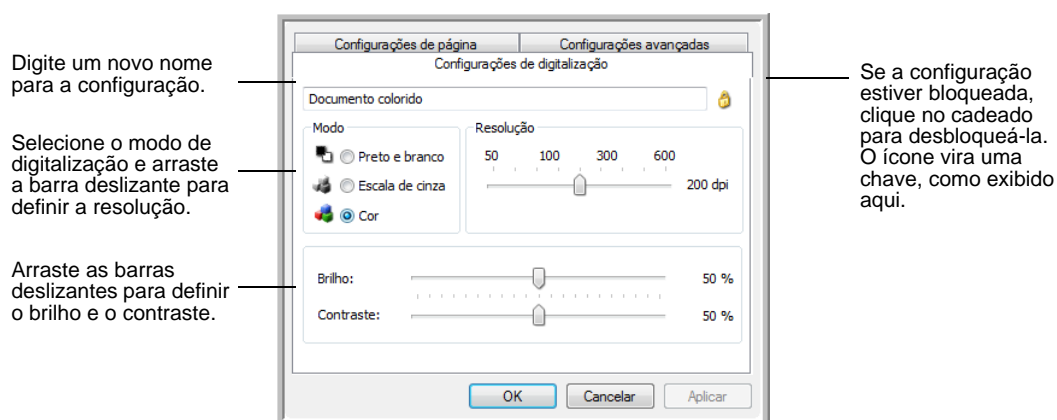 Digite um novo nome
para a configuração.
Selecione o modo de
digitalização e arraste
a barra deslizante para
definir a resolução.
Arraste as barras
deslizantes para definir
o brilho e o contraste.
Configurações de página
Configurações avançadas
Configurações de digitalização
Documento colorido
Modo
Preto e branco
Escala de cinza
Cor
Resolução
50 100 300 600
200 dpi
Brilho:
50 %
Contraste:
50 %
OK
Cancelar
Aplicar
Se a configuração
estiver bloqueada,
clique no cadeado
para desbloqueá-la.
O ícone vira uma
chave, como exibido
aqui.